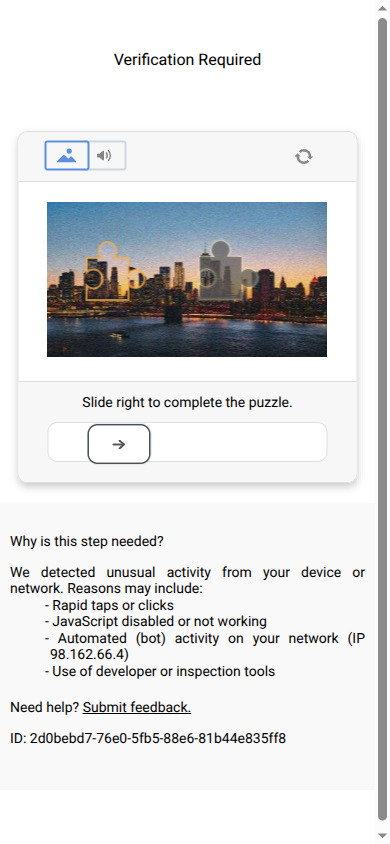 Verification Required
Slide right to complete the puzzle.
Why is this step needed?
We detected unusual activity from your device or
network. Reasons may include:
- Rapid taps or clicks
- JavaScript disabled or not working
- Automated (bot) activity on your network (IP
98.162.66.4)
- Use of developer or inspection tools
Need help? Submit feedback.
ID: 2d0bebd7-76e0-5fb5-88e6-81b44e835ff8